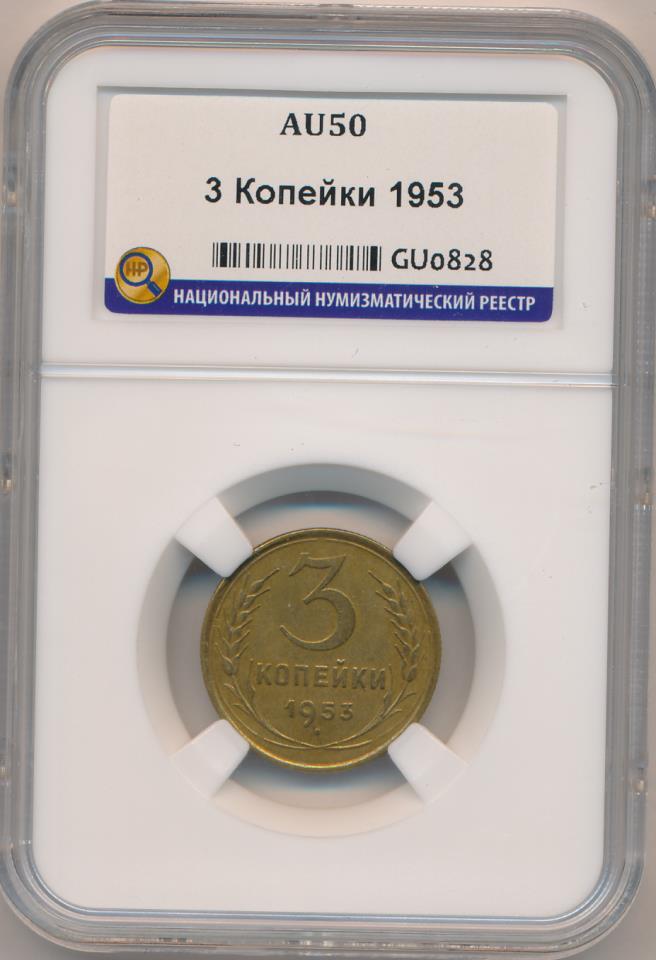 AU50
3 Копейки 1953
GU0828
НР
НАЦИОНАЛЬНЫЙ НУМИЗМАТИЧЕСКИЙ РЕЕСТР
3
КОПЕЙКИ
1953